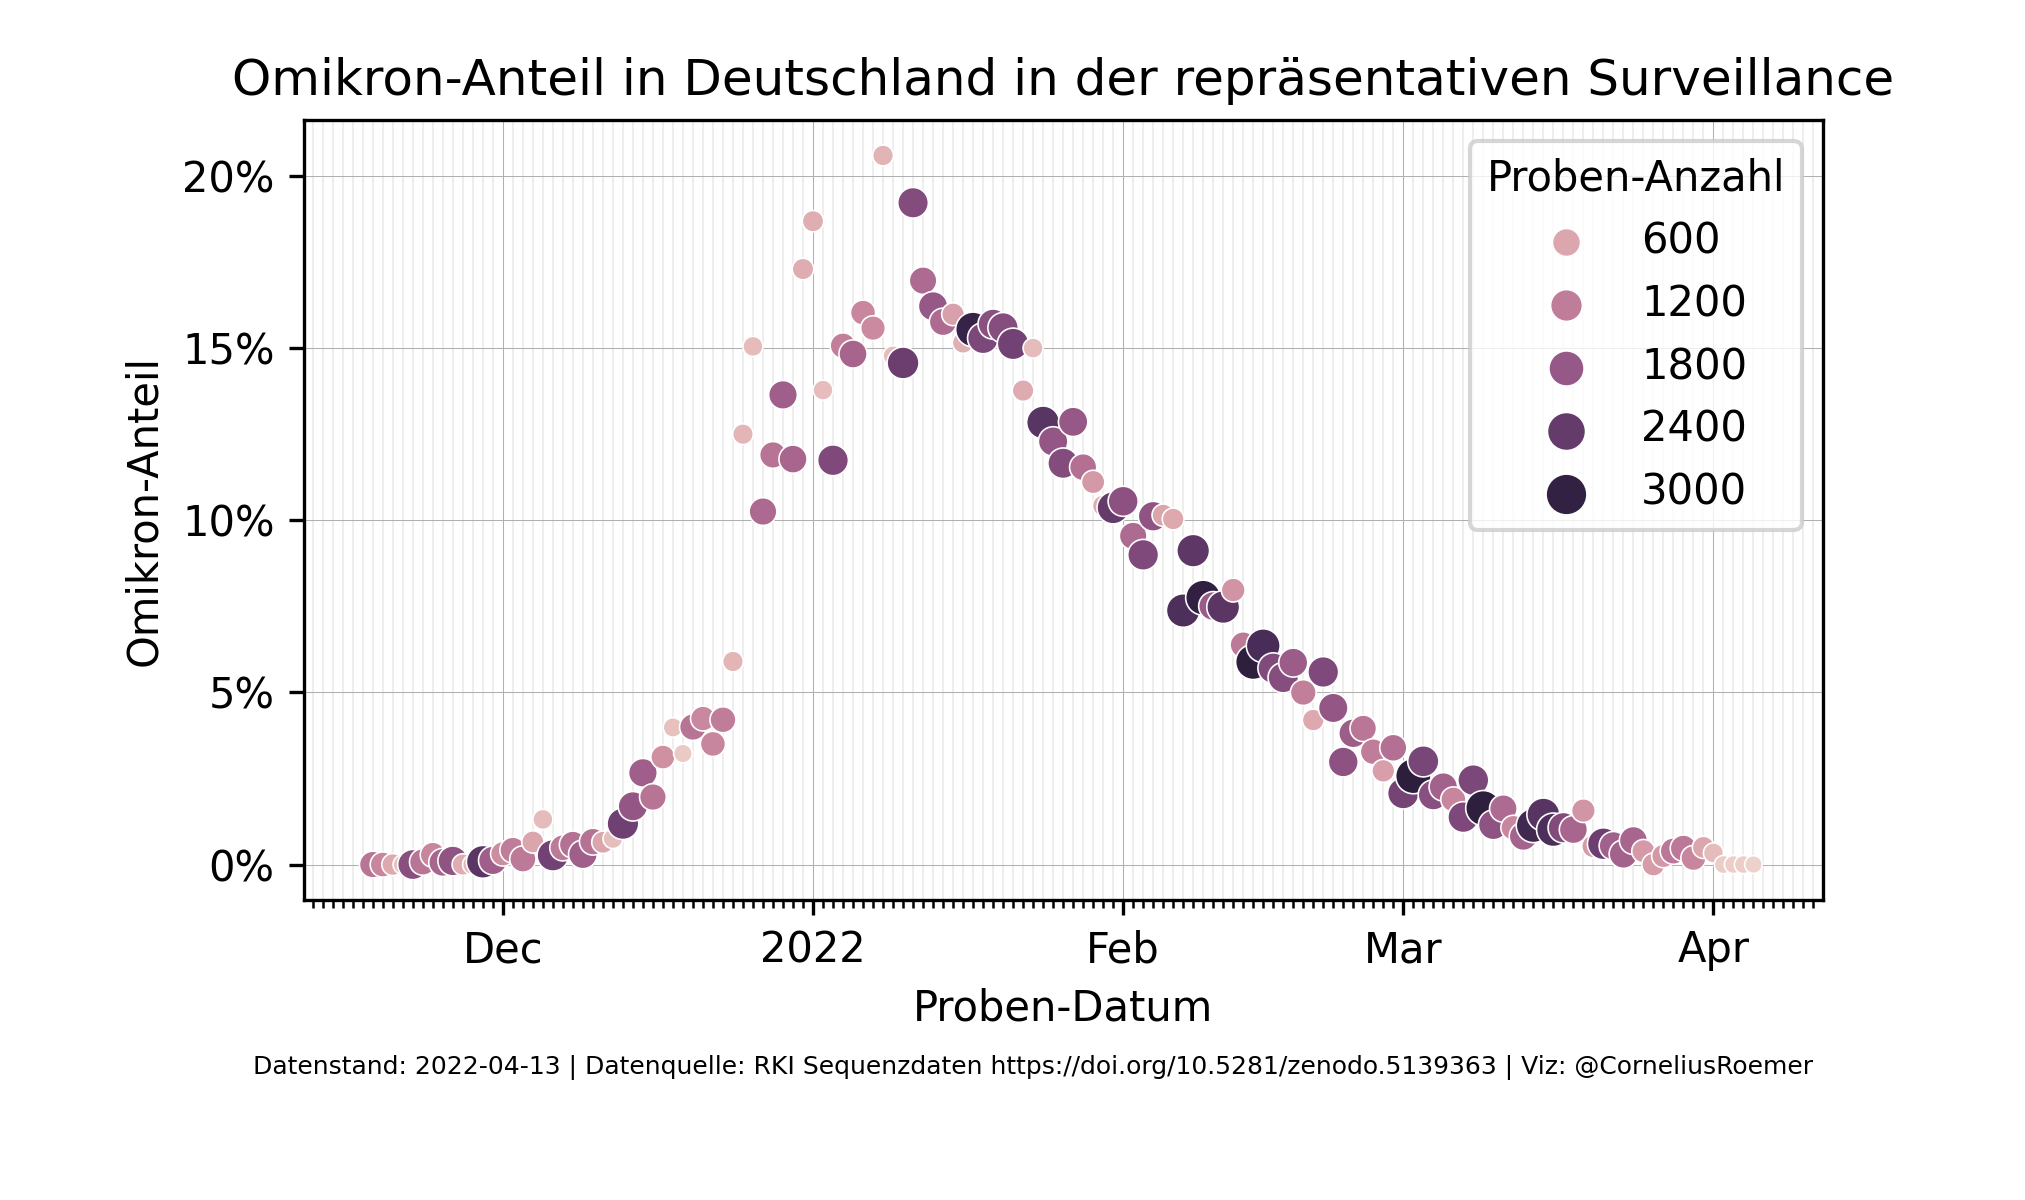 Omikron-Anteil in Deutschland in der repräsentativen Surveillance
Proben-Anzahl
600
1200
1800
2400
3000
Omikron-Anteil
20%
15%
10%
5%
0%
Dec
2022
Feb
Mar
Apr
Proben-Datum
Datenstand: 2022-04-13 | Datenquelle: RKI Sequenzdaten https://doi.org/10.5281/zenodo.5139363 | Viz: @CorneliusRoemer